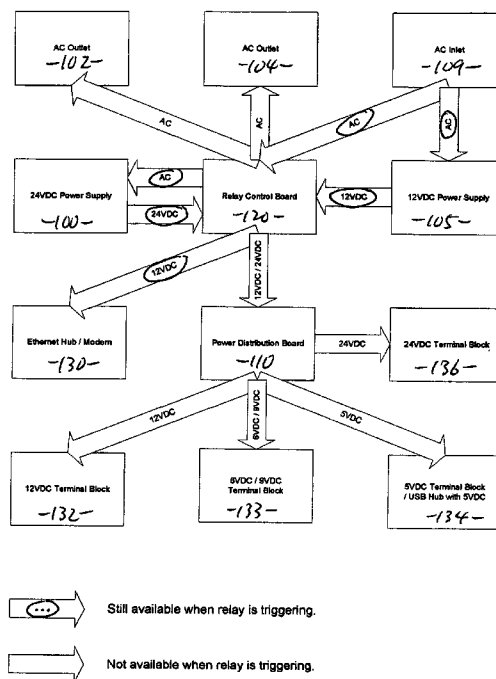 AC Outlet
-102-
AC Outlet
-104-
AC Inlet
-109-
AC
AC
AC
AC
24VDC Power Supply
-100-
AC
24VDC
Relay Control Board
-120-
12VDC
12VDC Power Supply
-105-
12VDC
12VDC / 24VDC
Ethernet Hub / Modem
-130-
Power Distribution Board
-110-
24VDC
24VDC Terminal Block
-136-
12VDC
6VDC / 9VDC
5VDC
12VDC Terminal Block
-132-
6VDC / 9VDC
Terminal Block
-133-
5VDC Terminal Block
/ USB Hub with 5VDC
-134-
... Still available when relay is triggering.
Not available when relay is triggering.